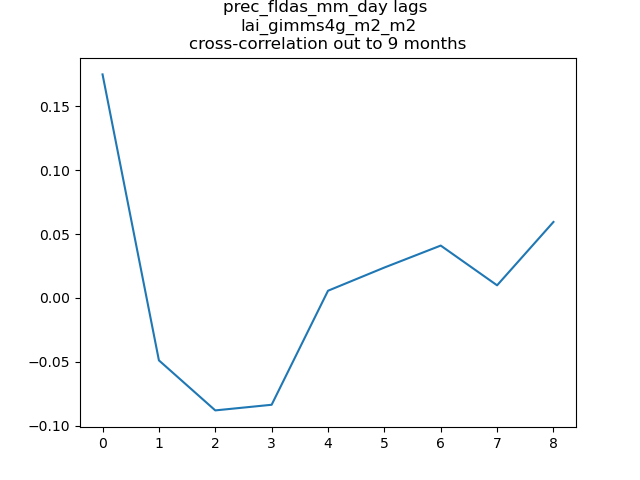 prec_fldas_mm_day lags
lai_gimms4g_m2_m2
cross-correlation out to 9 months
0.15
0.10
0.05
0.00
−0.05
−0.10
0 1 2 3 4 5 6 7 8